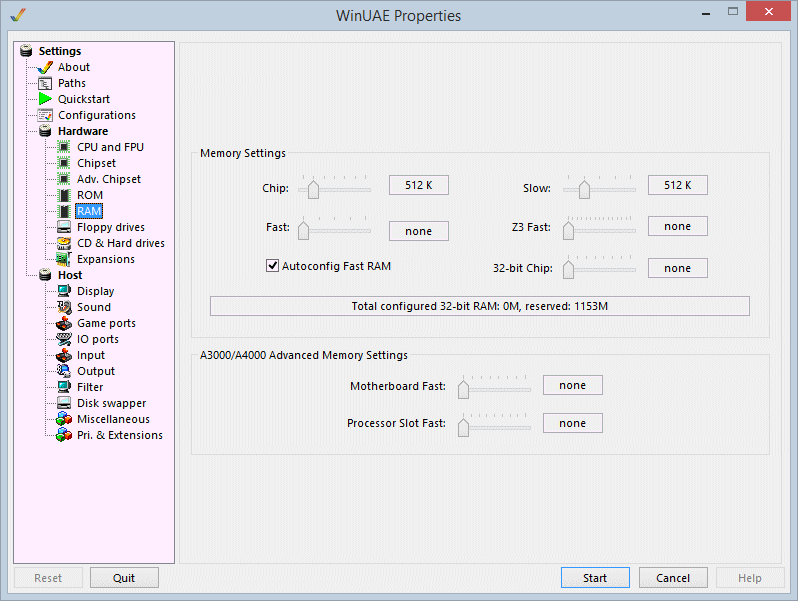 WinUAE Properties
Settings
About
Paths
Quickstart
Configurations
Hardware
CPU and FPU
Chipset
Adv. Chipset
ROM
RAM
Floppy drives
CD & Hard drives
Expansions
Host
Display
Sound
Game ports
IO ports
Input
Output
Filter
Disk swapper
Miscellaneous
Pri. & Extensions
Memory Settings
Chip: 512 K Slow: 512 K
Fast: none Z3 Fast: none
Autoconfig Fast RAM 32-bit Chip: none
Total configured 32-bit RAM: 0M, reserved: 1153M
A3000/A4000 Advanced Memory Settings
Motherboard Fast: none
Processor Slot Fast: none
Reset Quit Start Cancel Help